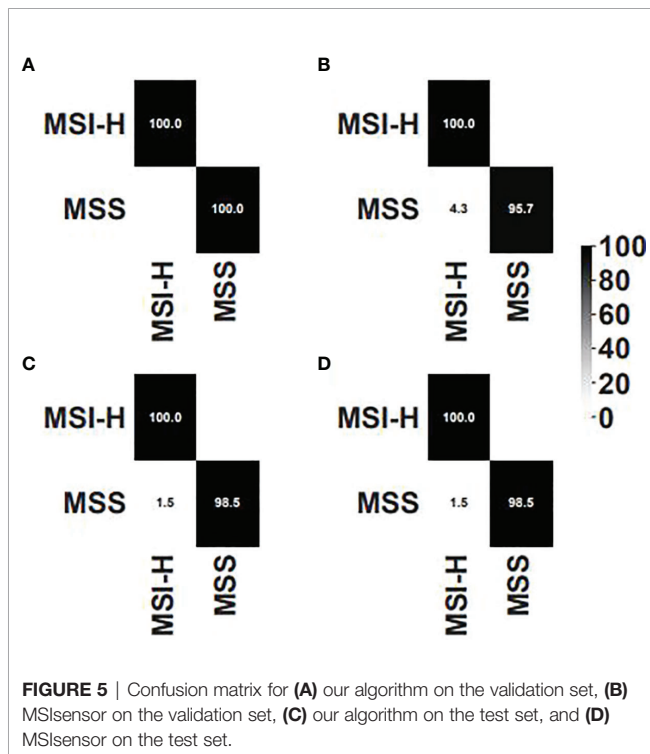 A
B
MSI-H 100.0
MSS 100.0
MSI-H MSS
MSI-H 100.0
MSS 4.3 95.7
MSI-H MSS
100
80
60
40
20
0
C
D
MSI-H 100.0
MSS 1.5 98.5
MSI-H MSS
MSI-H 100.0
MSS 1.5 98.5
MSI-H MSS
FIGURE 5 | Confusion matrix for (A) our algorithm on the validation set, (B)
MSIsensor on the validation set, (C) our algorithm on the test set, and (D)
MSIsensor on the test set.